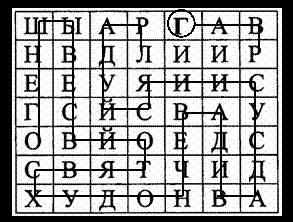 Ш Ы А Р Г А В
Н В Д Л И И Р
Е Е У Я И И С
Г С Й С В А У
О В Й О Е Д С
С В Я Т Ч И Д
Х У Д О Н В А